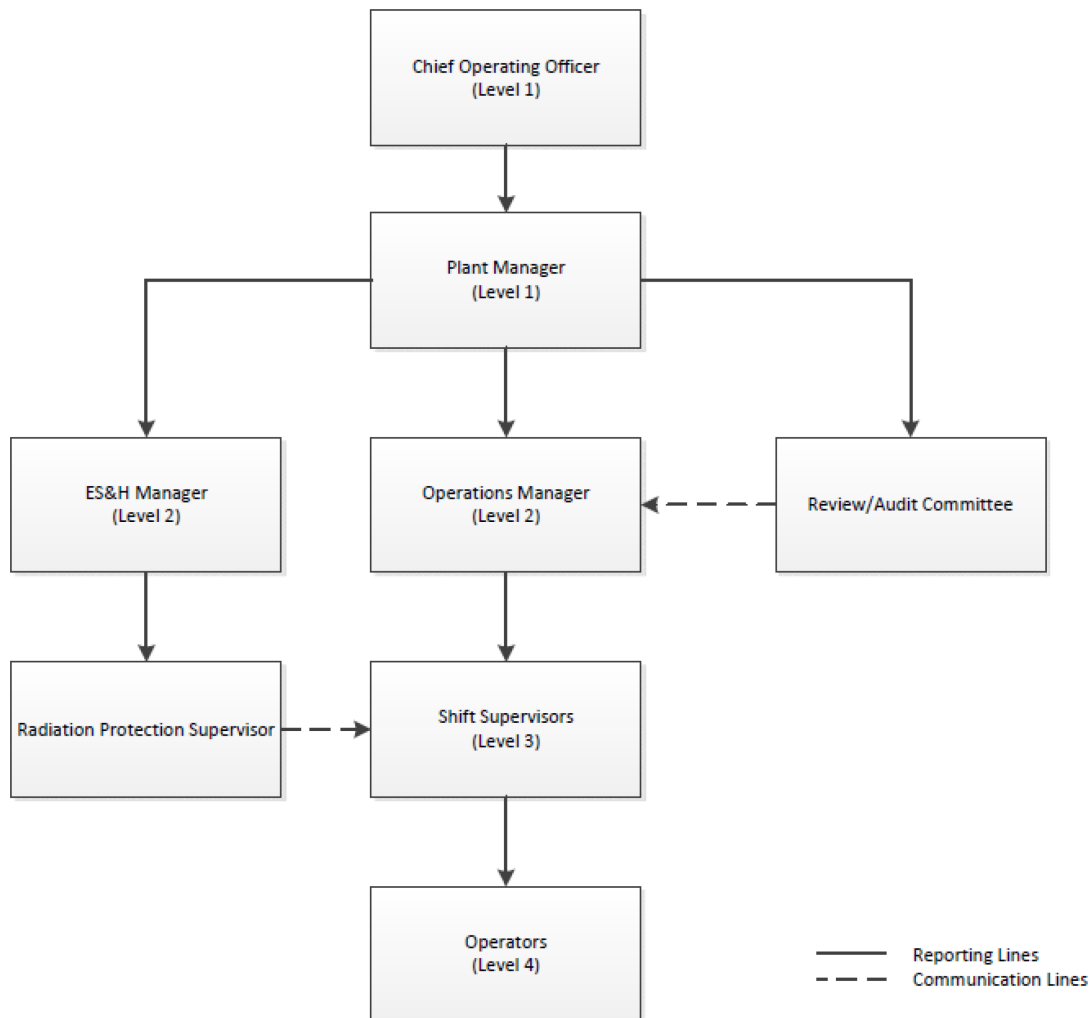 Chief Operating Officer
(Level 1)
Plant Manager
(Level 1)
ES&H Manager
(Level 2)
Operations Manager
(Level 2)
Review/Audit Committee
Radiation Protection Supervisor
Shift Supervisors
(Level 3)
Operators
(Level 4)
Reporting Lines
Communication Lines